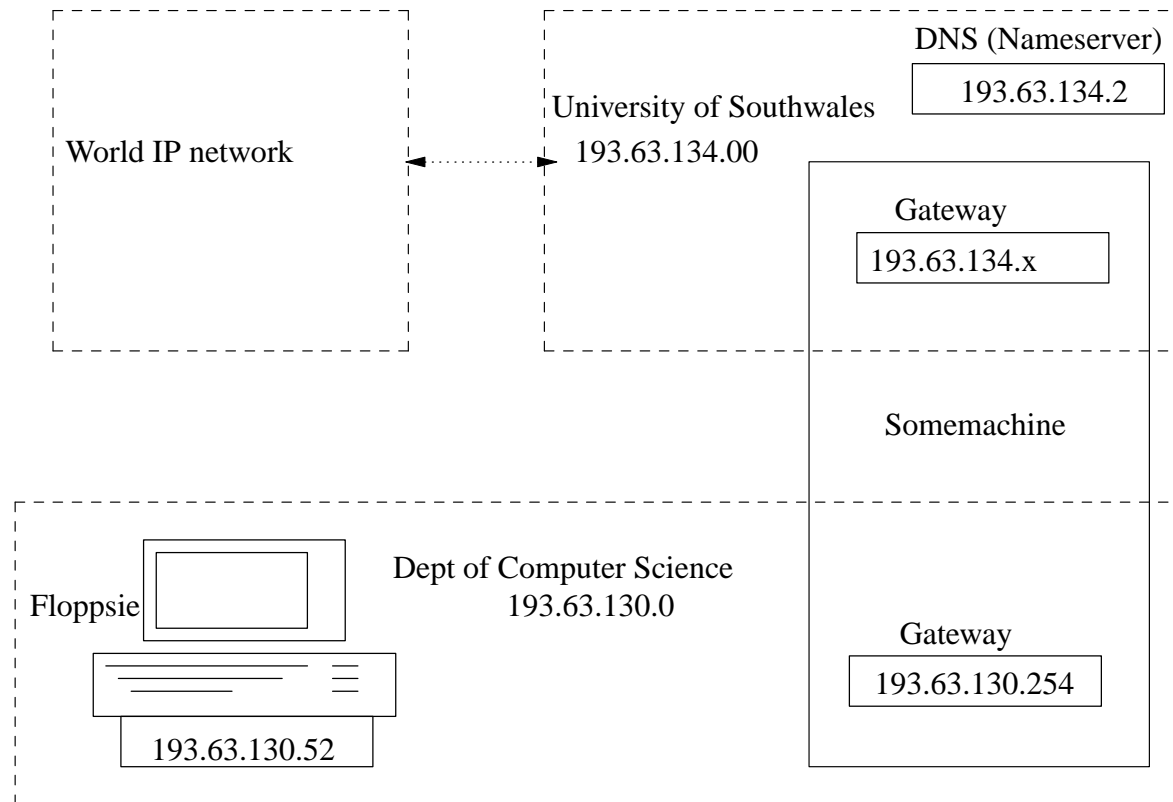 DNS (Nameserver)
193.63.134.2
University of Southwales
193.63.134.00
World IP network
Gateway
193.63.134.x
Somemachine
Dept of Computer Science
193.63.130.0
Floppsie
Gateway
193.63.130.254
193.63.130.52